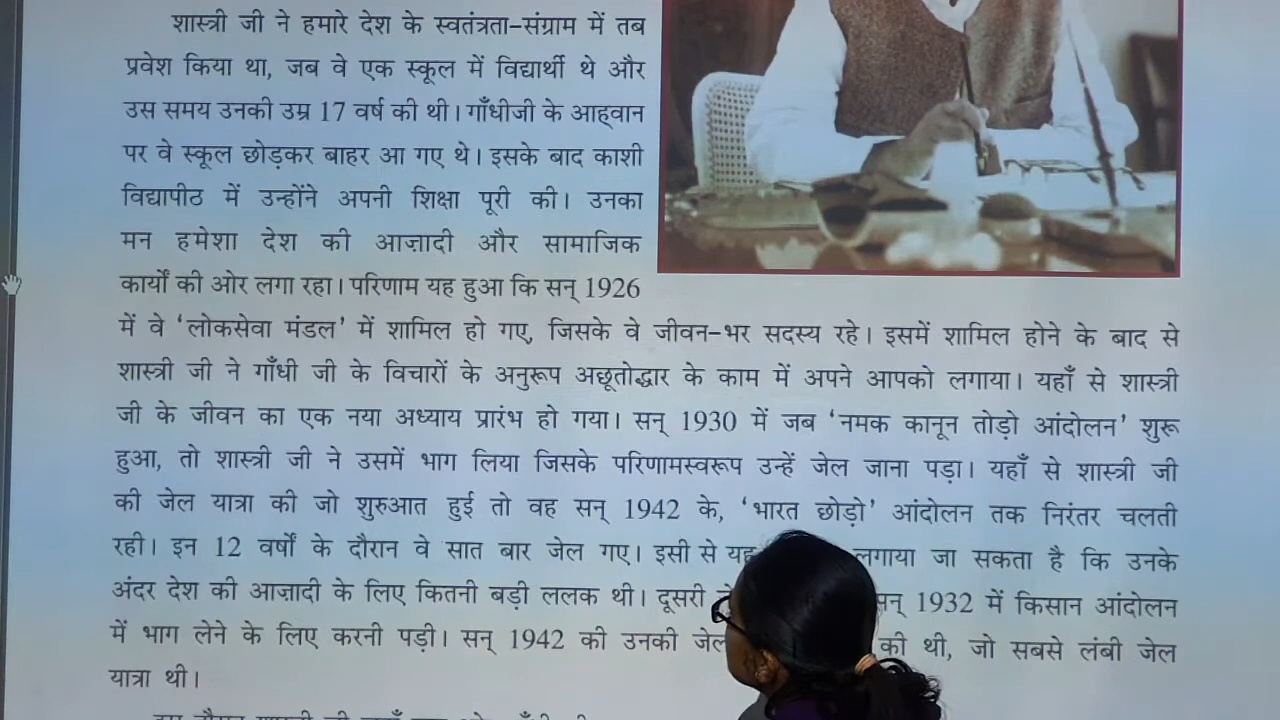 शास्त्री जी ने हमारे देश के स्वतंत्रता-संग्राम में तब
प्रवेश किया था, जब वे एक स्कूल में विद्यार्थी थे और
उस समय उनकी उम्र 17 वर्ष की थी। गाँधीजी के आह्वान
पर वे स्कूल छोड़कर बाहर आ गए थे। इसके बाद काशी
विद्यापीठ में उन्होंने अपनी शिक्षा पूरी की। उनका
मन हमेशा देश की आज़ादी और सामाजिक
कार्यों की ओर लगा रहा। परिणाम यह हुआ कि सन् 1926
में वे ‘लोकसेवा मंडल’ में शामिल हो गए, जिसके वे जीवन-भर सदस्य रहे। इसमें शामिल होने के बाद से
शास्त्री जी ने गाँधी जी के विचारों के अनुरूप अछूतोद्धार के काम में अपने आपको लगाया। यहाँ से शास्त्री
जी के जीवन का एक नया अध्याय प्रारंभ हो गया। सन् 1930 में जब ‘नमक कानून तोड़ो आंदोलन’ शुरू
हुआ, तो शास्त्री जी ने उसमें भाग लिया जिसके परिणामस्वरूप उन्हें जेल जाना पड़ा। यहाँ से शास्त्री जी
की जेल यात्रा की जो शुरुआत हुई तो वह सन् 1942 के, ‘भारत छोड़ो’ आंदोलन तक निरंतर चलती
रही। इन 12 वर्षों के दौरान वे सात बार जेल गए। इसी से यह लगाया जा सकता है कि उनके
अंदर देश की आज़ादी के लिए कितनी बड़ी ललक थी। दूसरी सन् 1932 में किसान आंदोलन
में भाग लेने के लिए करनी पड़ी। सन् 1942 की उनकी जेल की थी, जो सबसे लंबी जेल
यात्रा थी।